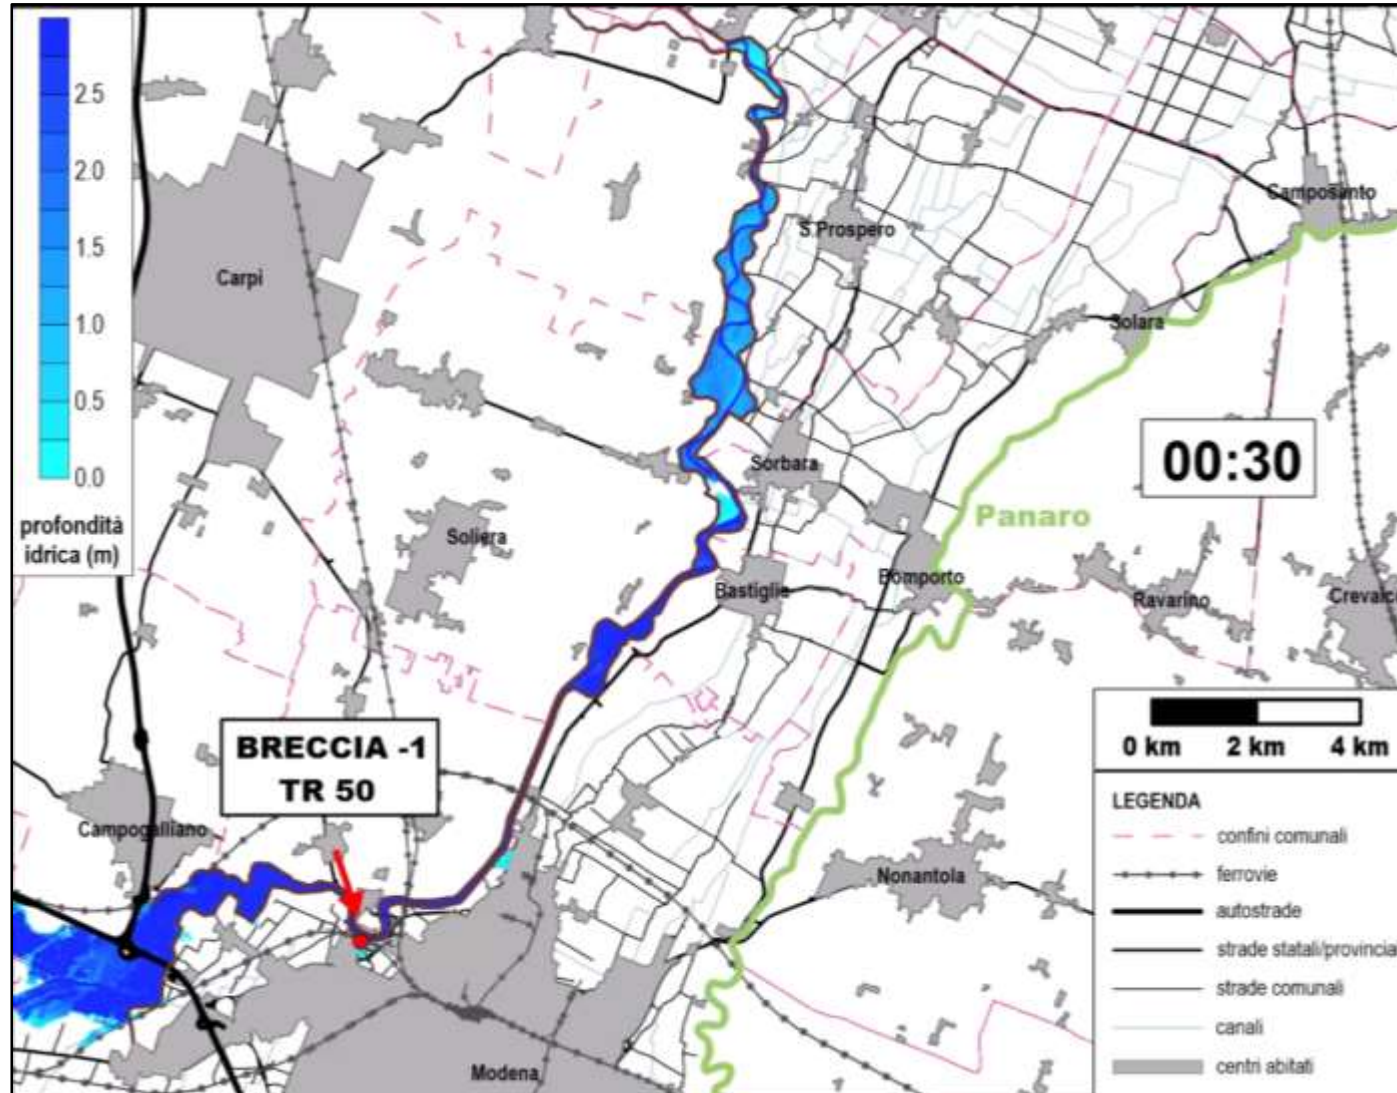 2.5
2.0
1.5
1.0
0.5
0.0
profondità
idrica (m)
Carpi
S.Prospero
Camposanto
Solara
Sorbara
00:30
Panaro
Soliera
Bastiglia
Bomporto
Ravarino
Crevalco
BRECCIA -1
TR 50
Campogalliano
Nonantola
Modena
0 km 2 km 4 km
LEGENDA
confini comunali
ferrovie
autostrade
strade statali/provincia
strade comunali
canali
centri abitati